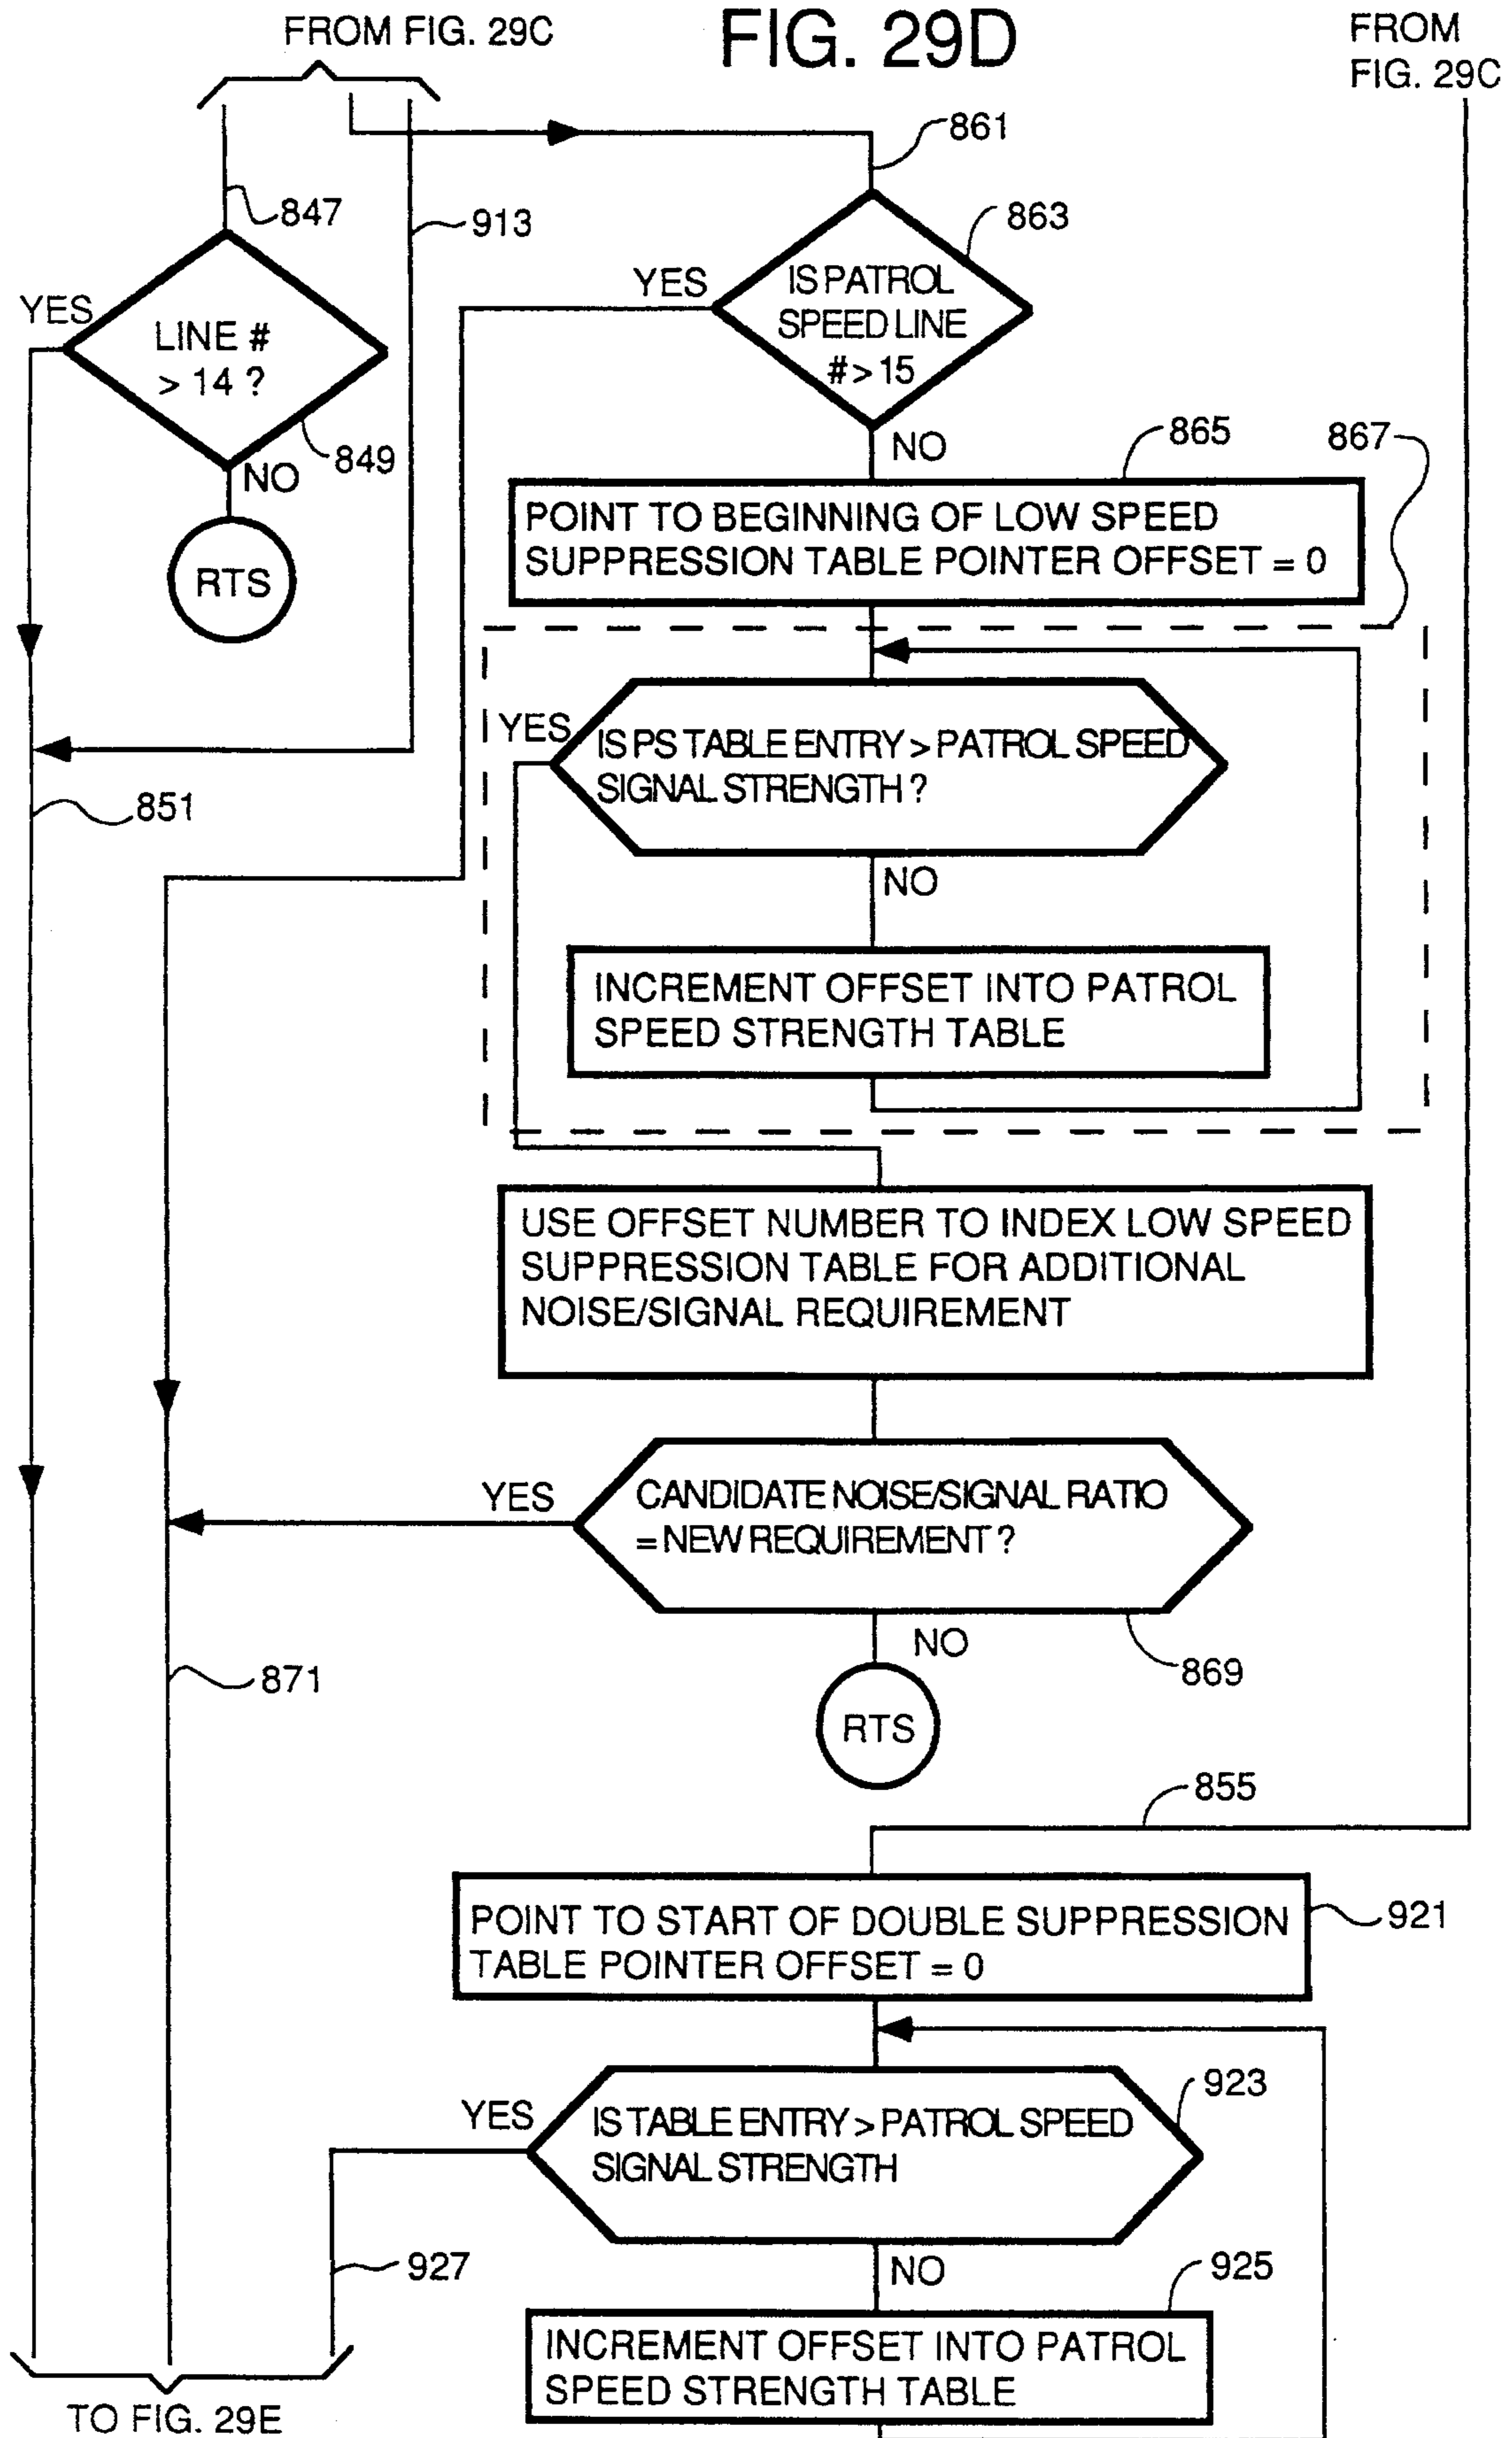 FROM FIG. 29C
FIG. 29D
FROM
FIG. 29C
861
847
913
863
YES
LINE #
> 14 ?
849
NO
RTS
YES
IS PATROL
SPEED LINE
# > 15
NO
865
867
POINT TO BEGINNING OF LOW SPEED
SUPPRESSION TABLE POINTER OFFSET = 0
YES
IS PS TABLE ENTRY > PATROL SPEED
SIGNAL STRENGTH ?
851
NO
INCREMENT OFFSET INTO PATROL
SPEED STRENGTH TABLE
USE OFFSET NUMBER TO INDEX LOW SPEED
SUPPRESSION TABLE FOR ADDITIONAL
NOISE/SIGNAL REQUIREMENT
YES
CANDIDATE NOISE/SIGNAL RATIO
= NEW REQUIREMENT ?
NO
869
871
RTS
855
POINT TO START OF DOUBLE SUPPRESSION
TABLE POINTER OFFSET = 0
921
923
YES
IS TABLE ENTRY > PATROL SPEED
SIGNAL STRENGTH
927
NO
925
INCREMENT OFFSET INTO PATROL
SPEED STRENGTH TABLE
TO FIG. 29E